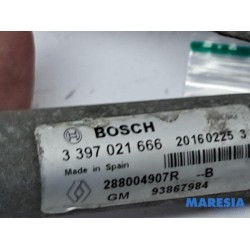 BOSCH
3 397 021 666 20160225 3
Made in Spain
288004907R --B
GM 93867984
MARESIA